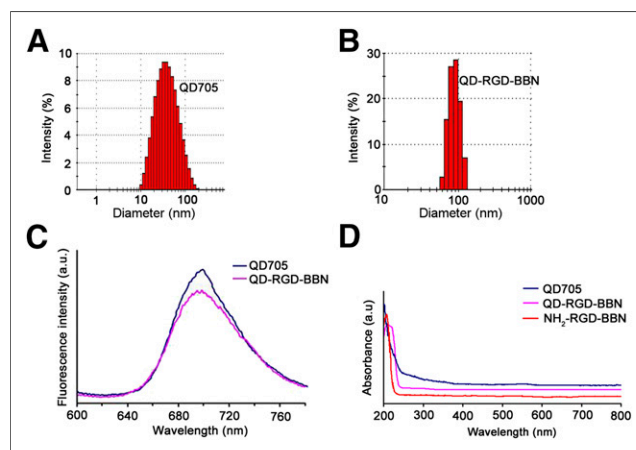 A
10
8
6
4
2
0
Intensity (%)
QD705
1 10 100
Diameter (nm)
B
30
20
10
0
Intensity (%)
QD-RGD-BBN
10 100 1000
Diameter (nm)
C
Fluorescence intensity (a.u.)
QD705
QD-RGD-BBN
600 640 680 720 760
Wavelength (nm)
D
Absorbance (a.u)
QD705
QD-RGD-BBN
NH₂-RGD-BBN
200 300 400 500 600 700 800
Wavelength (nm)